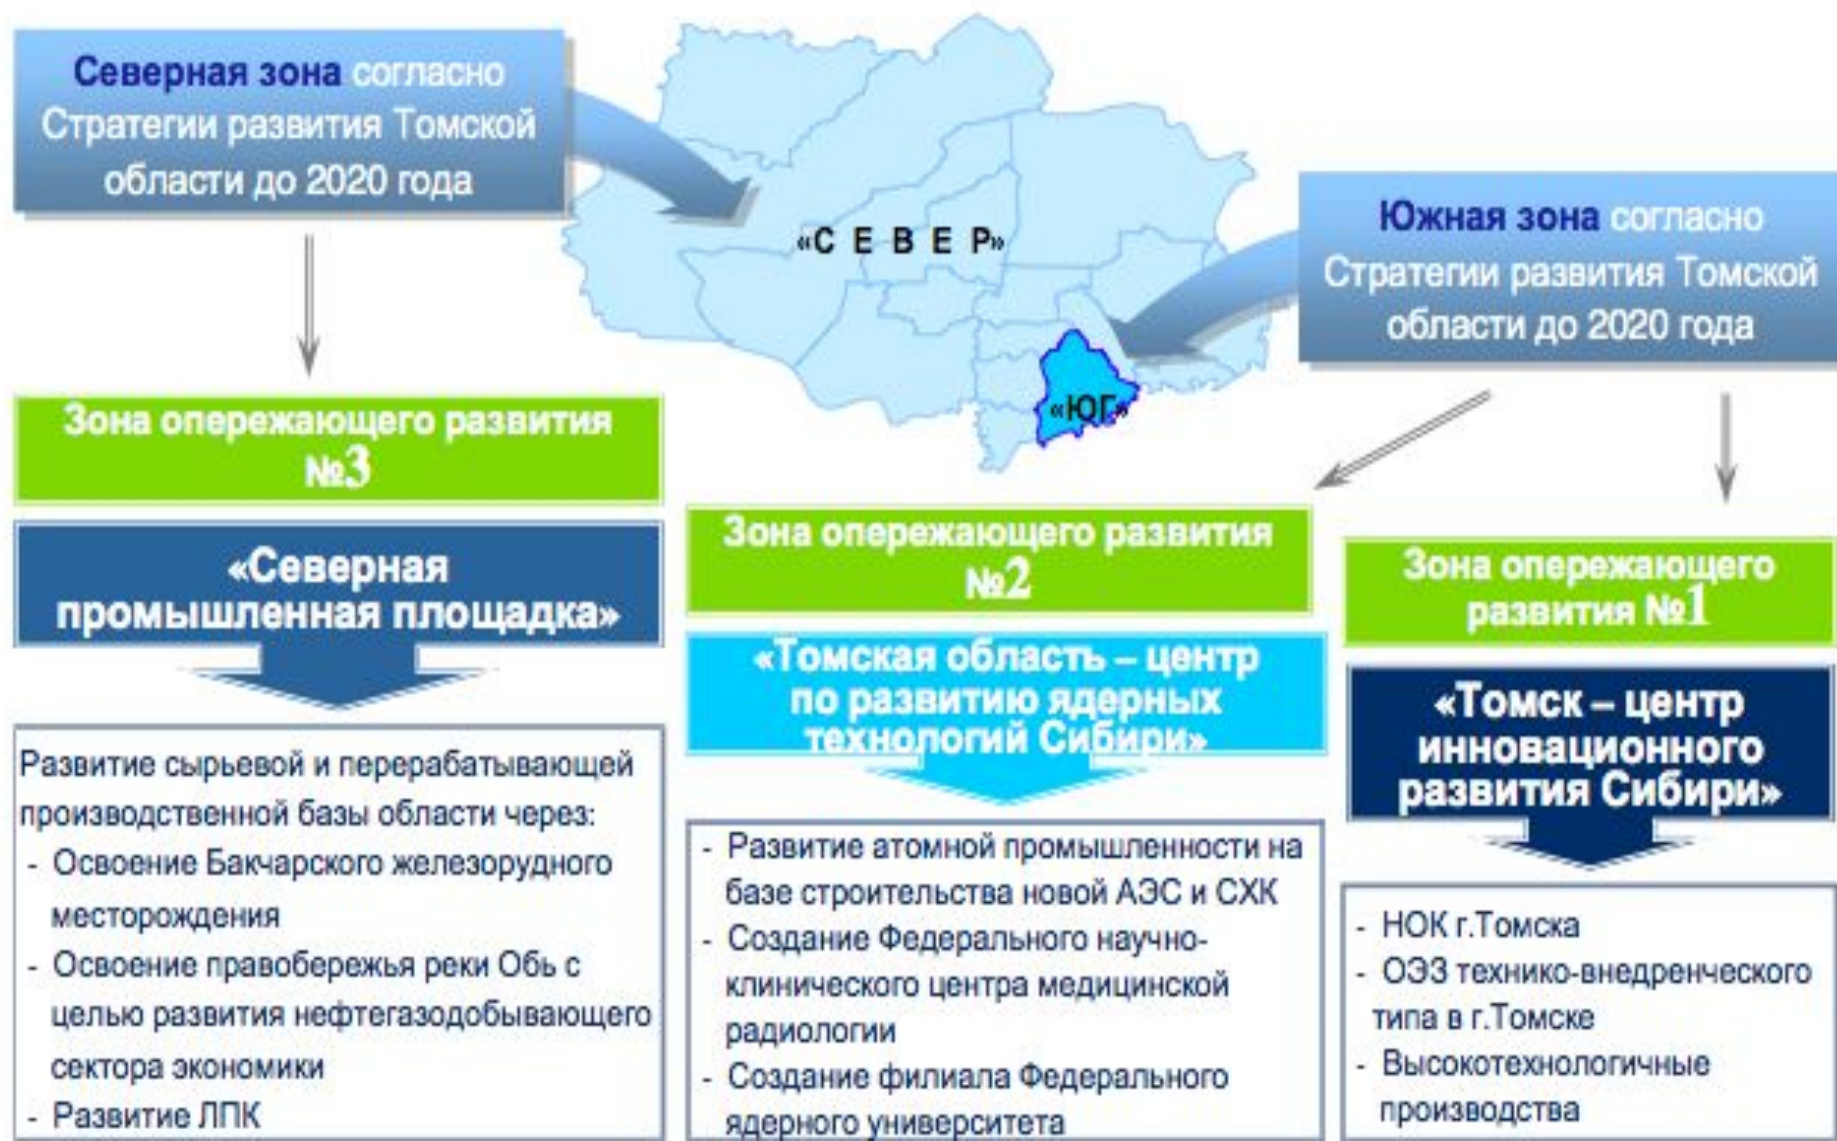 Северная зона согласно
Стратегии развития Томской
области до 2020 года
«С Е В Е Р»
Южная зона согласно
Стратегии развития Томской
области до 2020 года
«ЮГ»
Зона опережающего развития
№3
«Северная
промышленная площадка»
Развитие сырьевой и перерабатывающей
производственной базы области через:
- Освоение Бакчарского железорудного
месторождения
- Освоение правобережья реки Обь с
целью развития нефтегазодобывающего
сектора экономики
- Развитие ЛПК
Зона опережающего развития
№2
«Томская область – центр
по развитию ядерных
технологий Сибири»
- Развитие атомной промышленности на
базе строительства новой АЭС и СХК
- Создание Федерального научно-
клинического центра медицинской
радиологии
- Создание филиала Федерального
ядерного университета
Зона опережающего
развития №1
«Томск – центр
инновационного
развития Сибири»
- НОК г.Томска
- ОЭЗ технико-внедренческого
типа в г.Томске
- Высокотехнологичные
производства